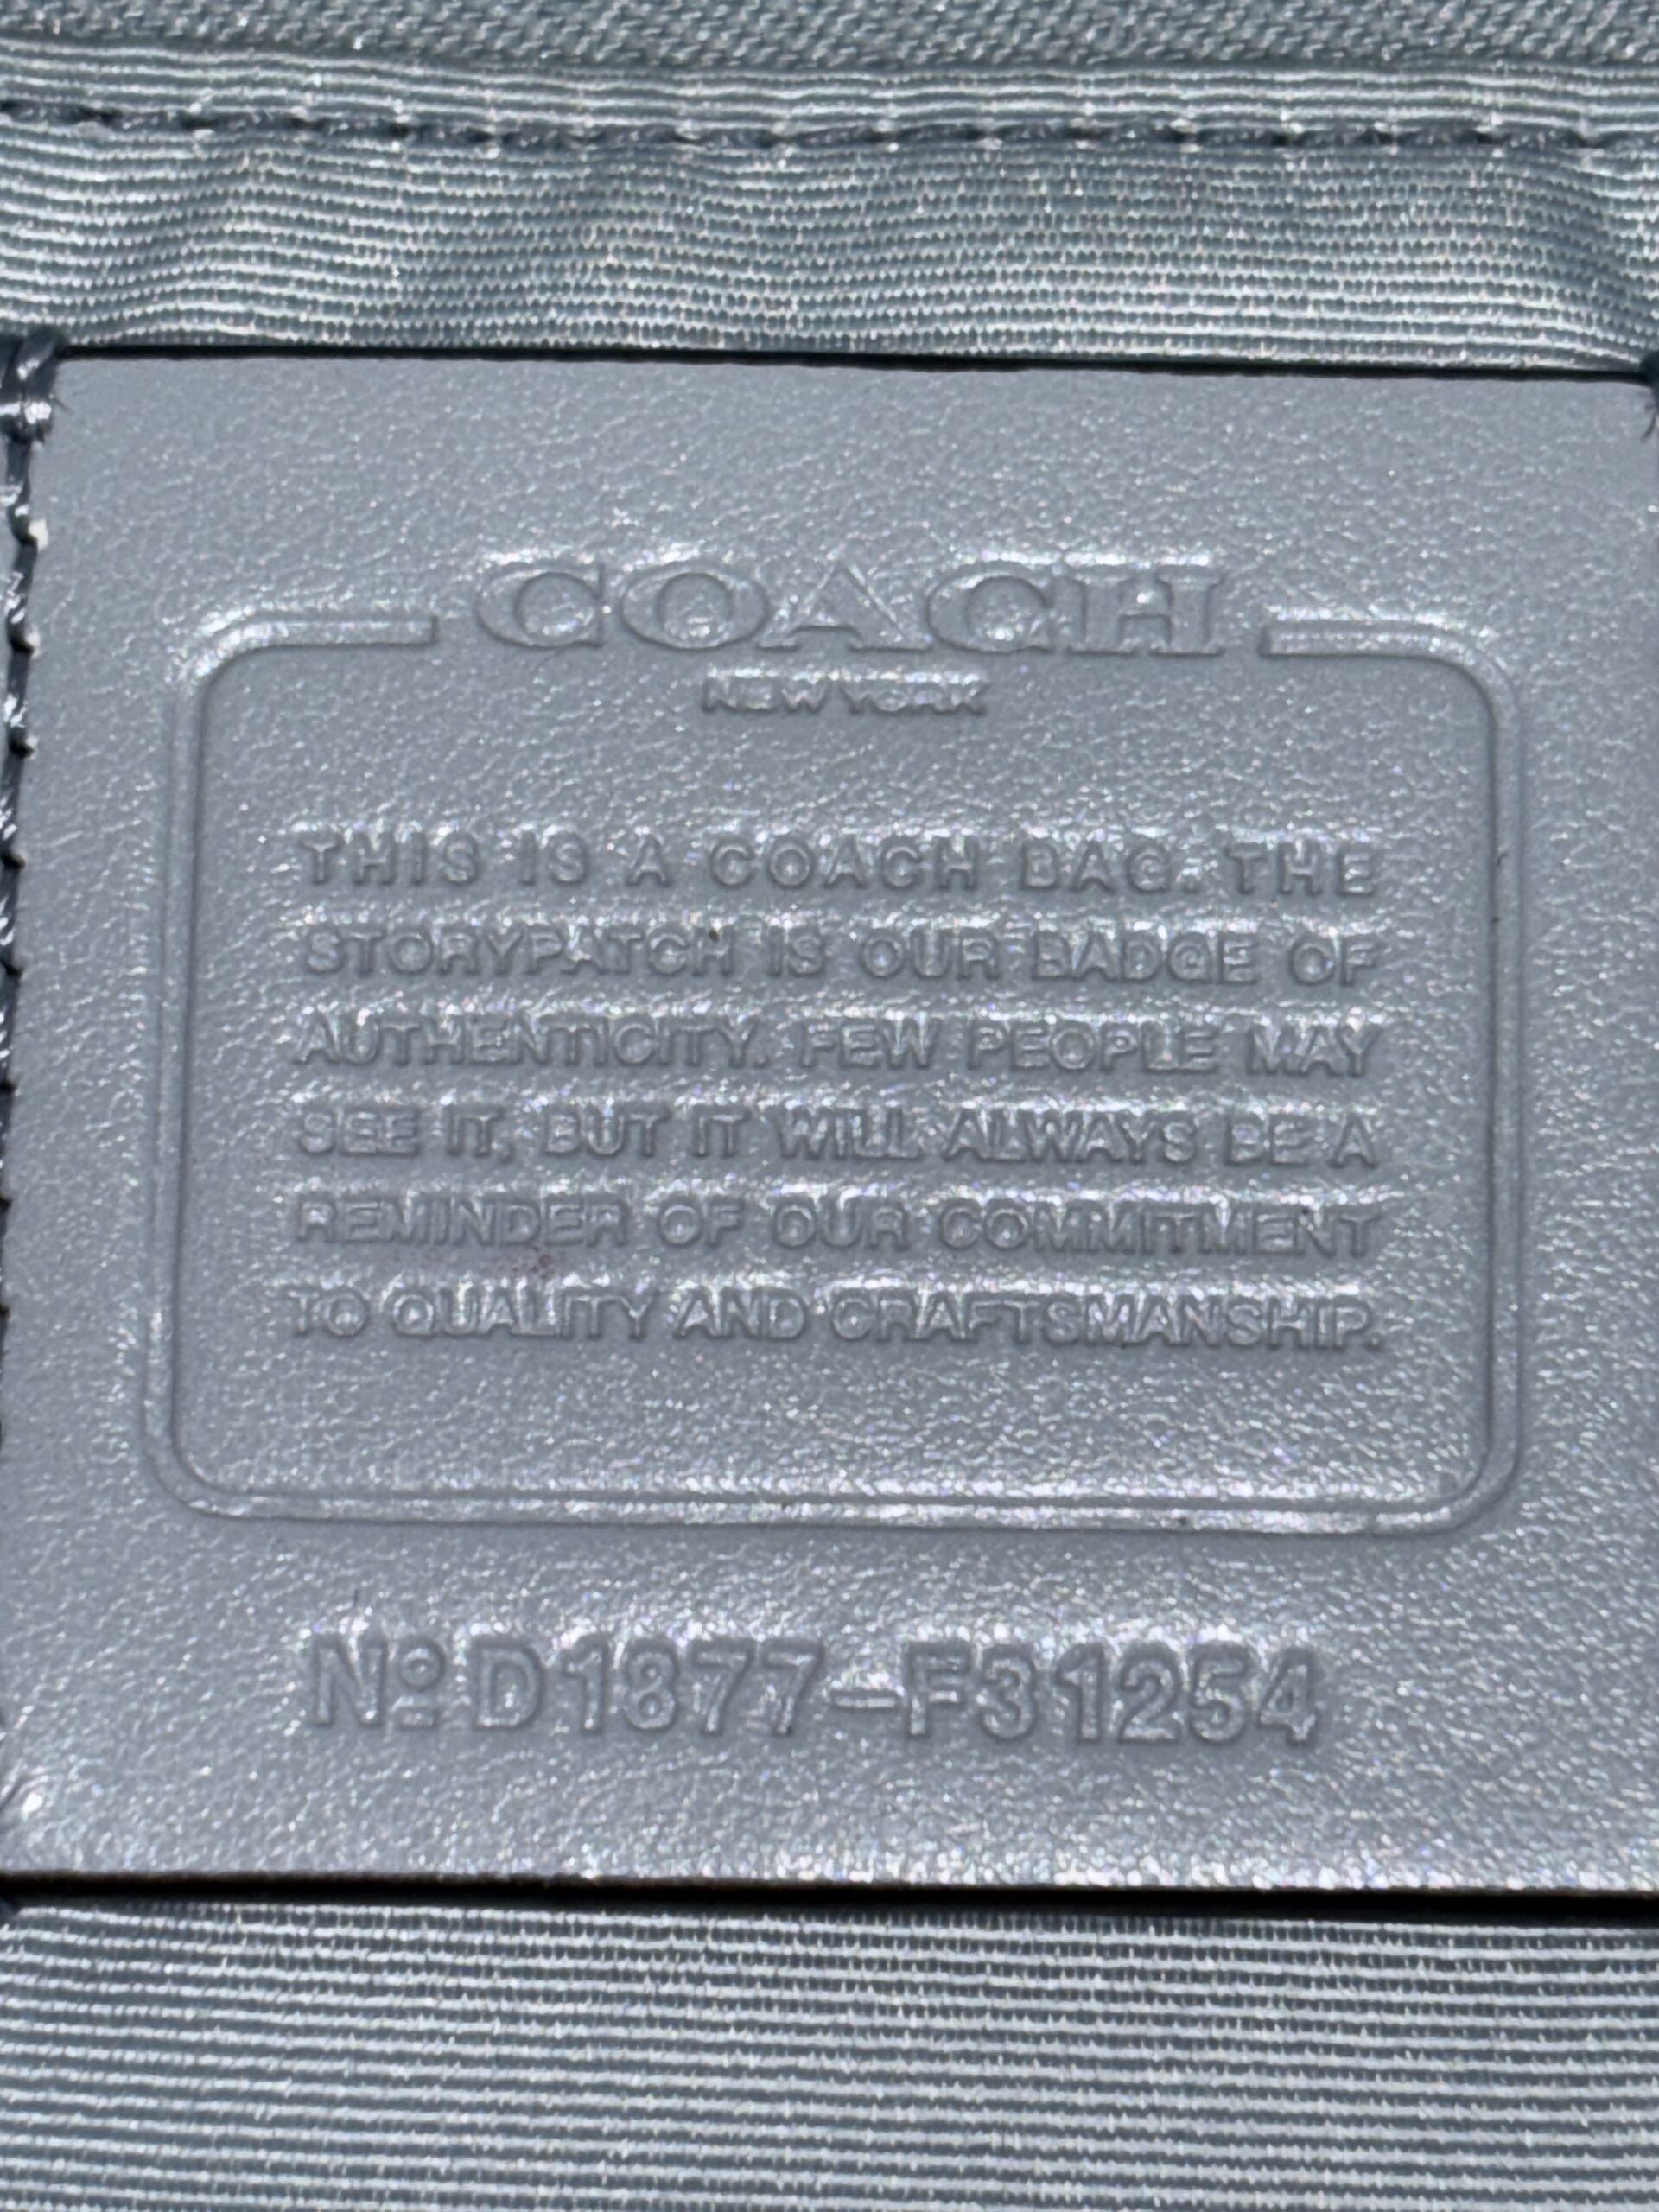 COACH
NEW YORK
THIS IS A COACH BAG. THE
STORYPATCH IS OUR BADGE OF
AUTHENTICITY. FEW PEOPLE MAY
SEE IT, BUT IT WILL ALWAYS BE A
REMINDER OF OUR COMMITMENT
TO QUALITY AND CRAFTSMANSHIP.
Nº D1877-F31254